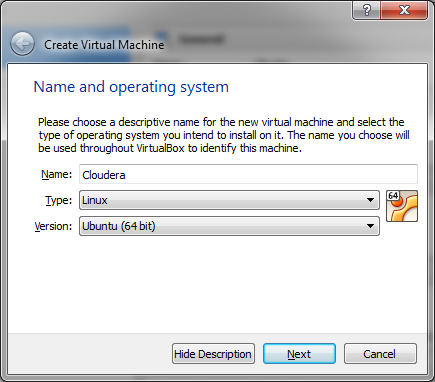 Create Virtual Machine
Name and operating system
Please choose a descriptive name for the new virtual machine and select the
type of operating system you intend to install on it. The name you choose will
be used throughout VirtualBox to identify this machine.
Name: Cloudera
Type: Linux
64
Version: Ubuntu (64 bit)
Hide Description Next Cancel